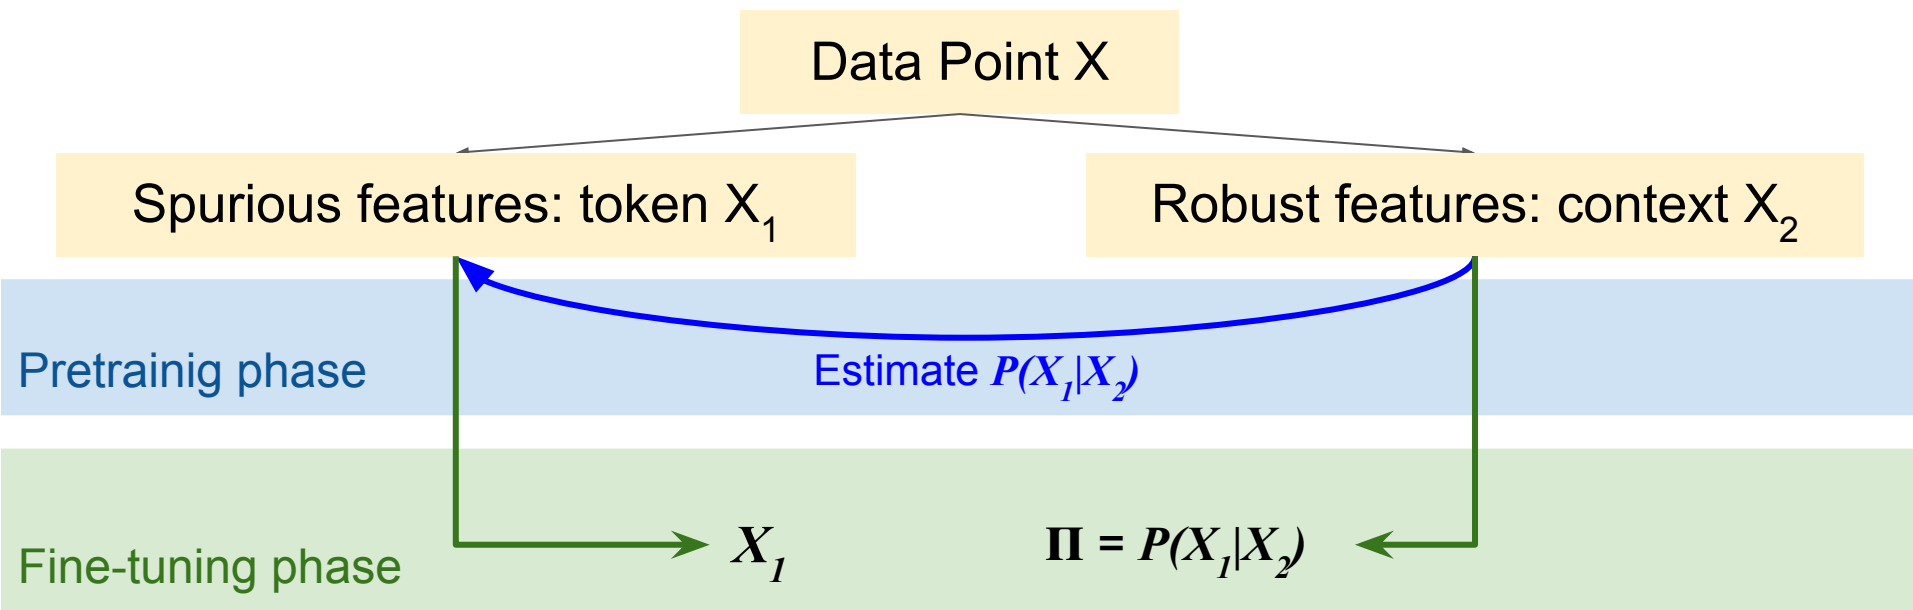 Data Point X
Spurious features: token X₁
Robust features: context X₂
Pretrainig phase
Estimate P(X₁|X₂)
Fine-tuning phase
X₁
Π = P(X₁|X₂)